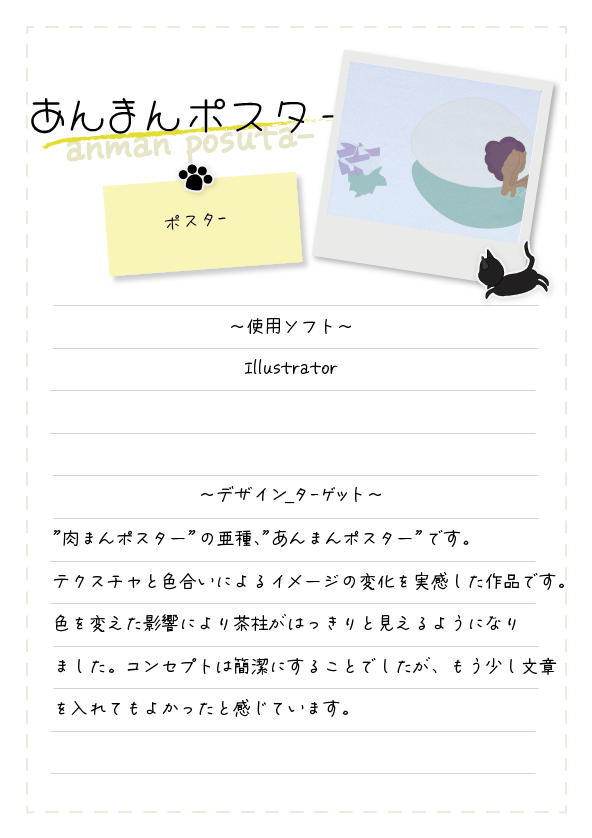 あんまんポスター
anman posuta-
ポスター
～使用ソフト～
Illustrator
～デザイン_ターゲット～
”肉まんポスター”の亜種、”あんまんポスター”です。
テクスチャと色合いによるイメージの変化を実感した作品です。
色を変えた影響により茶柱がはっきりと見えるようになり
ました。コンセプトは簡潔にすることでしたが、もう少し文章
を入れてもよかったと感じています。